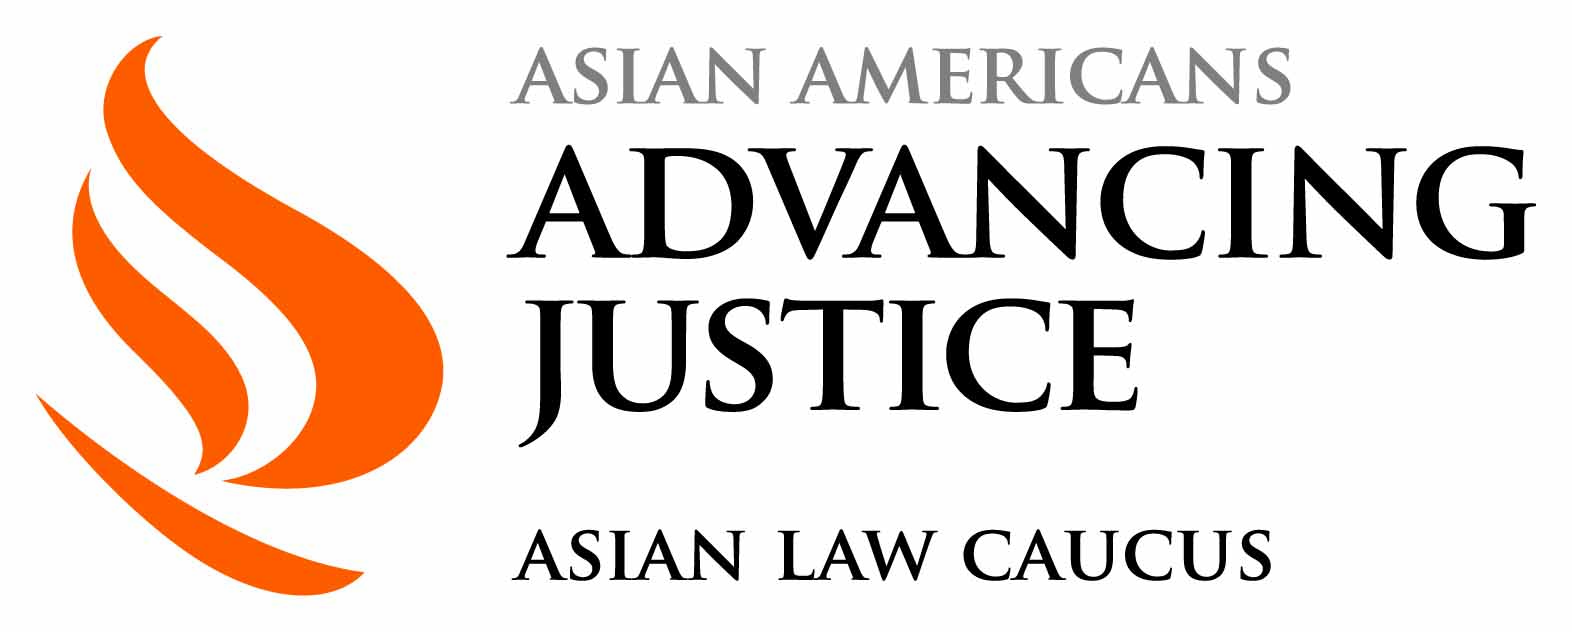 ASIAN AMERICANS
ADVANCING
JUSTICE
ASIAN LAW CAUCUS